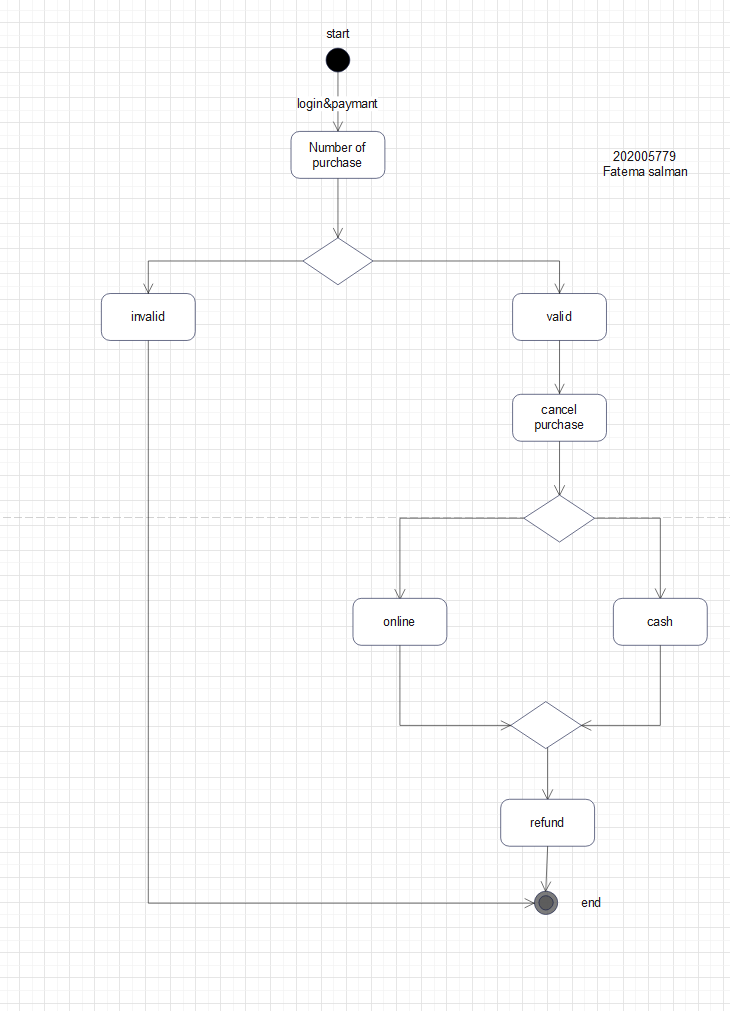 start
login&paymant
Number of
purchase
202005779
Fatema salman
invalid
valid
cancel
purchase
online
cash
refund
end